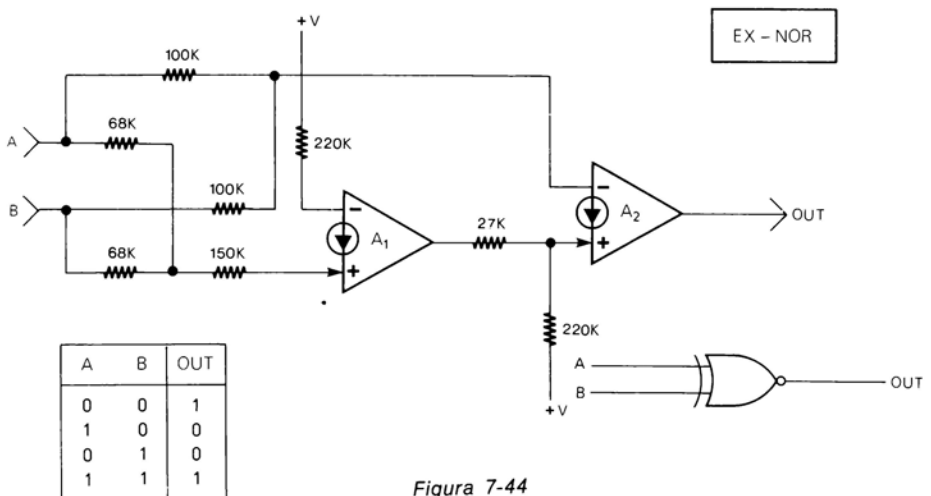 +V
EX – NOR
100K
68K
220K
A
B
100K
68K
150K
A1
27K
A2
OUT
220K
+V
A
B
OUT
A B OUT
0 0 1
1 0 0
0 1 0
1 1 1
Figura 7-44